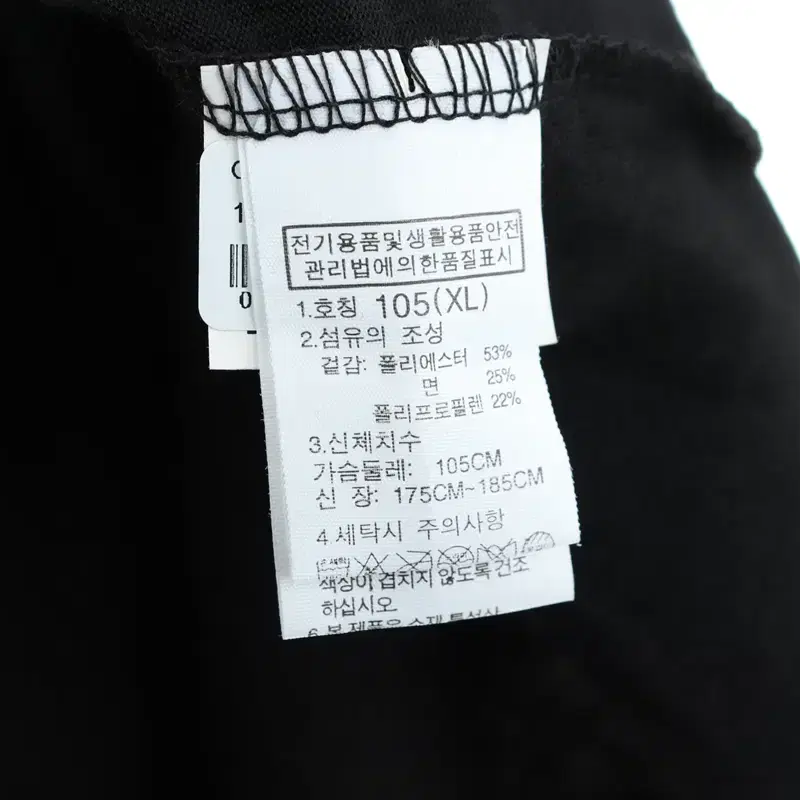 전기용품및생활용품안전
관리법에의한품질표시
1.호칭 105(XL)
2.섬유의 조성
겉감: 폴리에스터 53%
면 25%
폴리프로필렌 22%
3.신체치수
가슴둘레: 105CM
신 장: 175CM~185CM
4.세탁시 주의사항
색상이 겹치지 않도록 건조
하십시오.